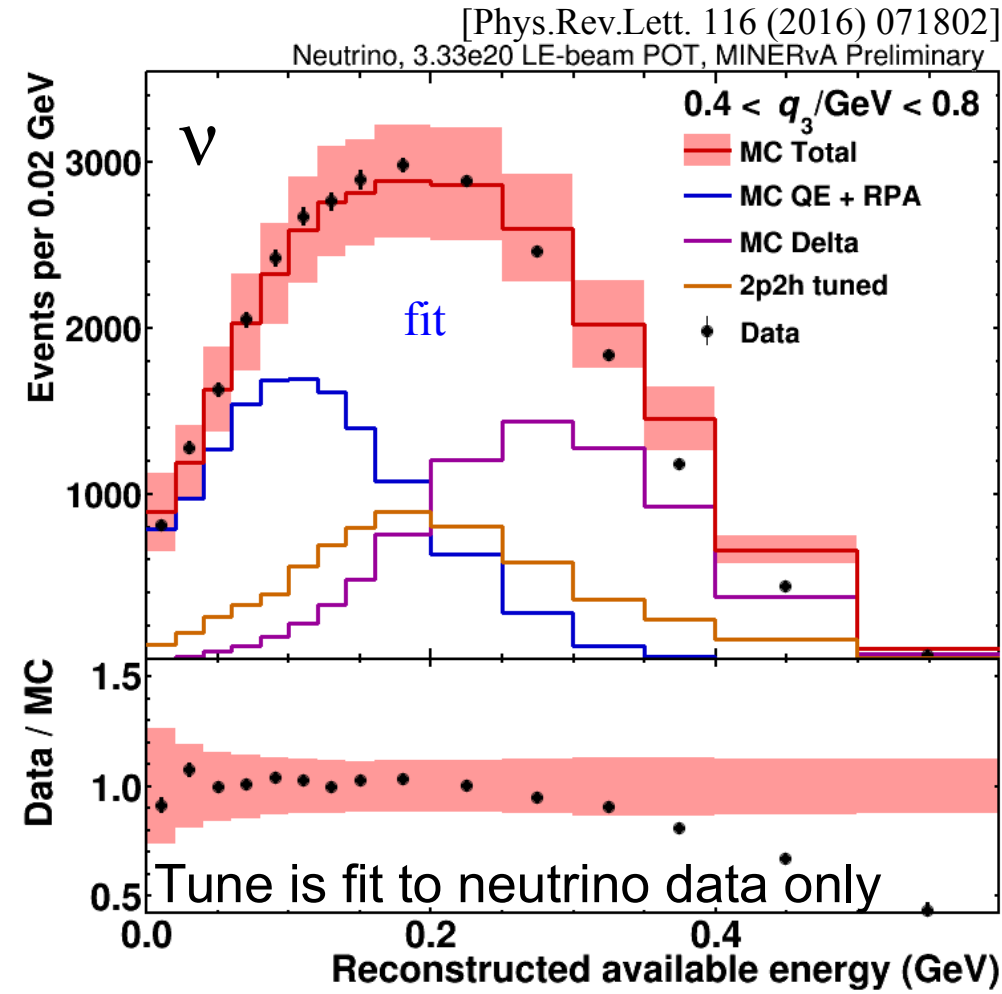 [Phys.Rev.Lett. 116 (2016) 071802]
Neutrino, 3.33e20 LE-beam POT, MINERvA Preliminary
ν
0.4 < q₃/GeV < 0.8
MC Total
MC QE + RPA
MC Delta
2p2h tuned
Data
fit
Events per 0.02 GeV
3000
2000
1000
Data / MC
1.5
1.0
0.5
Tune is fit to neutrino data only
0.0 0.2 0.4
Reconstructed available energy (GeV)